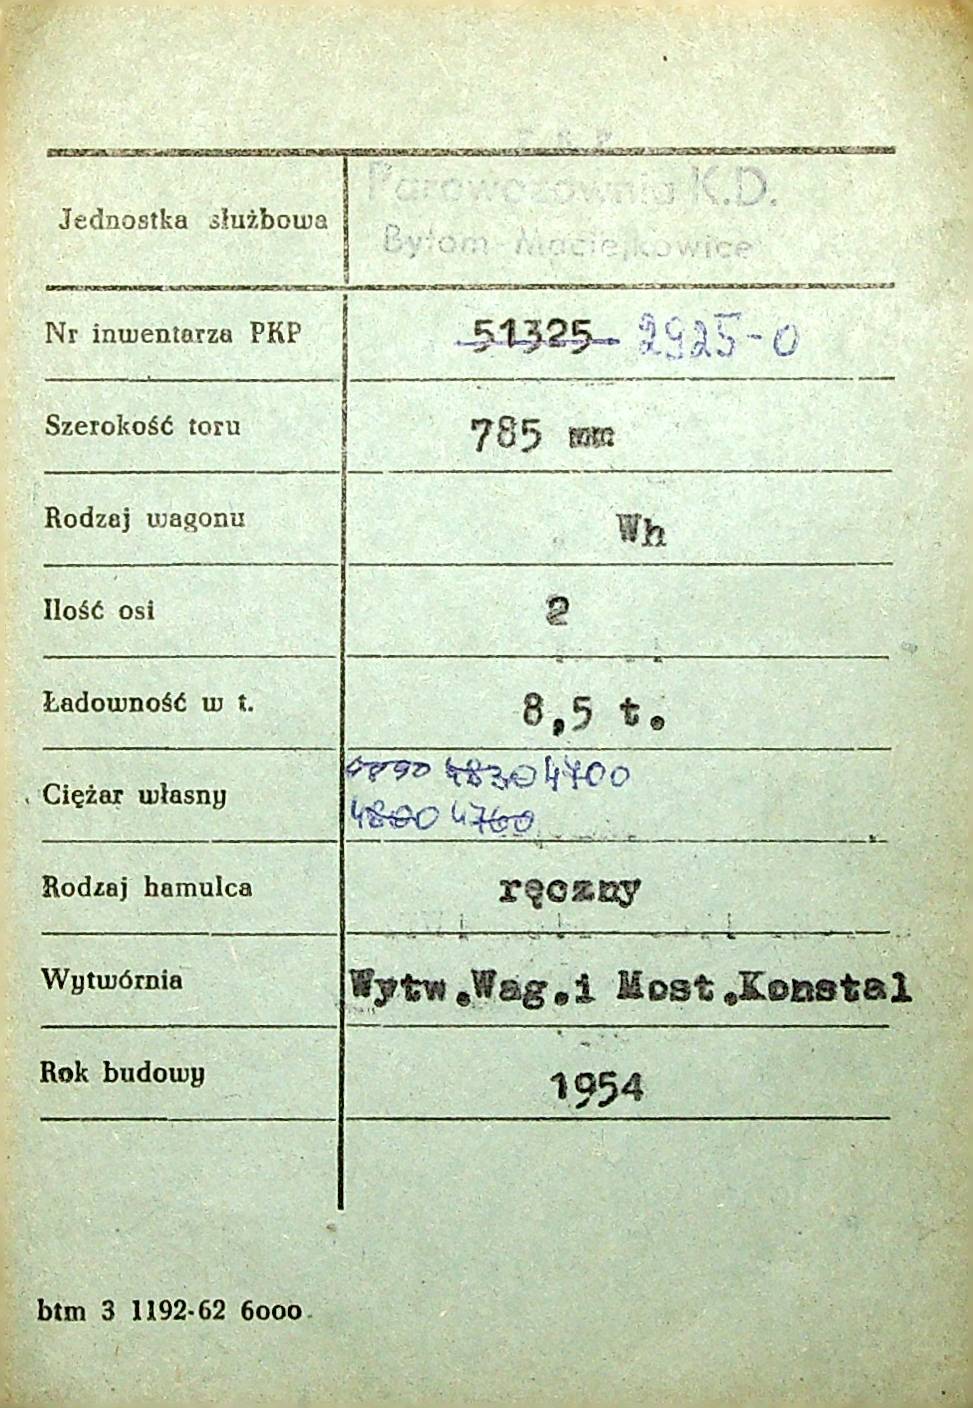 P.K.P.
Jednostka służbowa Parowozownia K.D.
Bytom-Maciejkowice
Nr inwentarza PKP 51325 2925-0
Szerokość toru 785 mm
Rodzaj wagonu Wh
Ilość osi 2
Ładowność w t. 8,5 t.
4890 4830 4700
Ciężar własny
4800 4760
Rodzaj hamulca ręczny
Wytwórnia Wytw.Wag.i Most.Konstal
Rok budowy 1954
btm 3 1192-62 6000